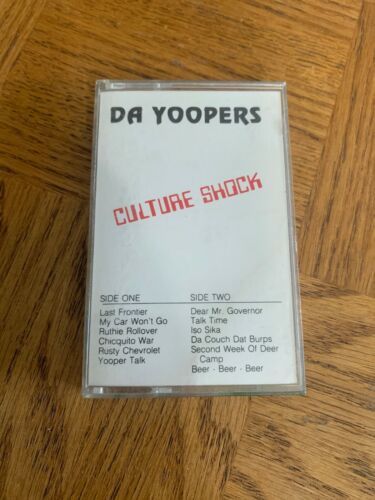 DA YOOPERS
CULTURE SHOCK
SIDE ONE
Last Frontier
My Car Won't Go
Ruthie Rollover
Chicquito War
Rusty Chevrolet
Yooper Talk
SIDE TWO
Dear Mr. Governor
Talk Time
Iso Sika
Da Couch Dat Burps
Second Week Of Deer
Camp
Beer - Beer - Beer